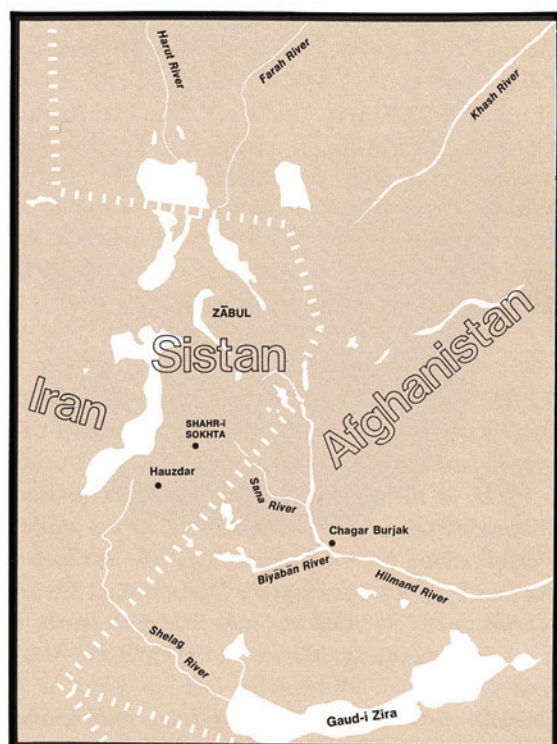 Harut River
Farah River
Khash River
ZĀBUL
Sistan
Iran
Afghanistan
SHAHR-i
SOKHTA
Hauzdar
Sana River
Chagar Burjak
Biyābān River
Hilmand River
Shelag
River
Gaud-i Zira